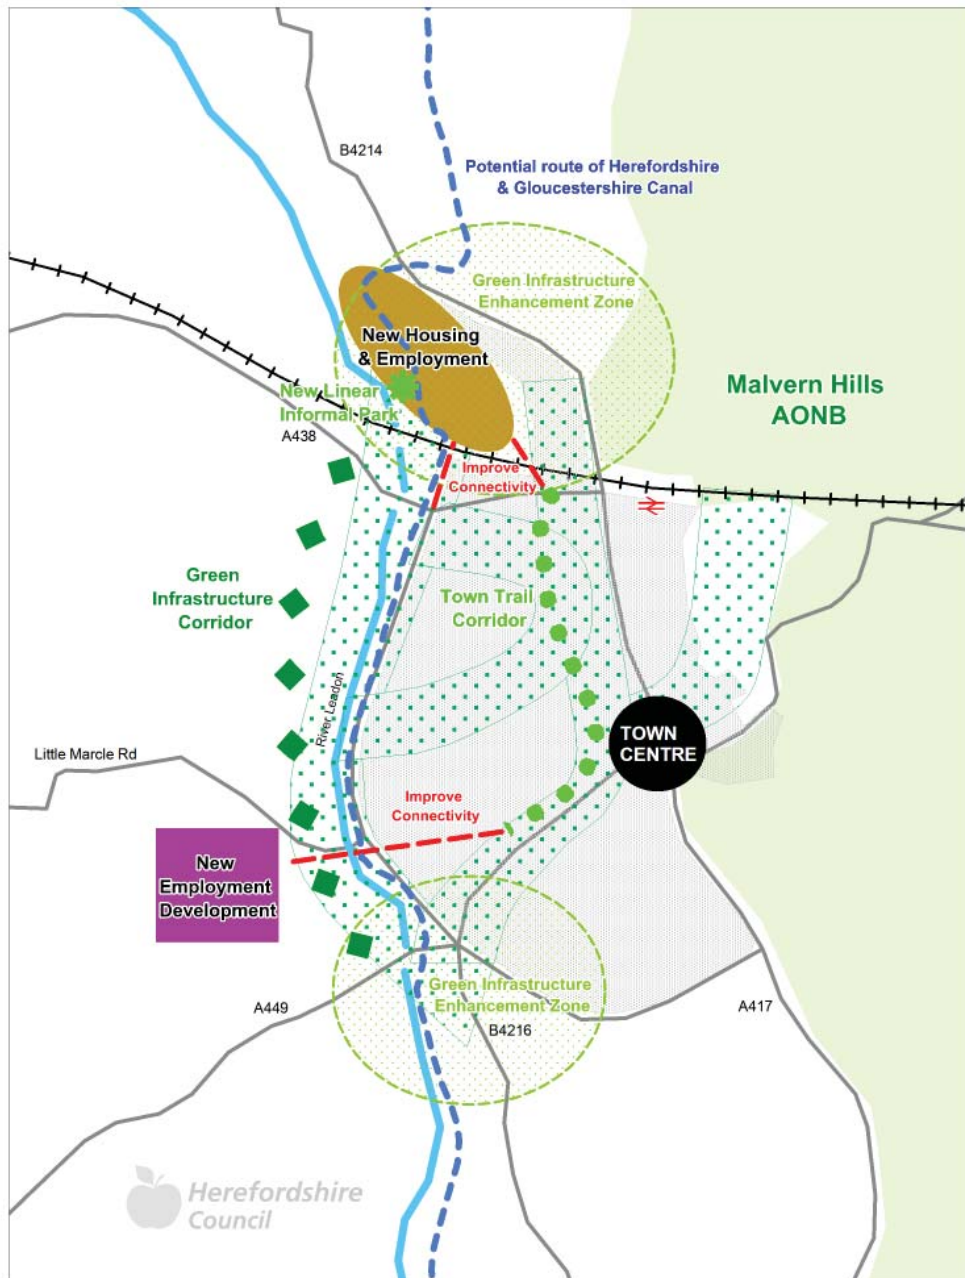 B4214
Potential route of Herefordshire
& Gloucestershire Canal
Green Infrastructure
Enhancement Zone
New Housing
& Employment
Malvern Hills
AONB
New Linear
Informal Park
A438
Improve
Connectivity
Green
Infrastructure
Corridor
Town Trail
Corridor
River Leadon
TOWN
CENTRE
Little Marcle Rd
Improve
Connectivity
New
Employment
Development
Green Infrastructure
Enhancement Zone
A449
B4216
A417
Herefordshire
Council